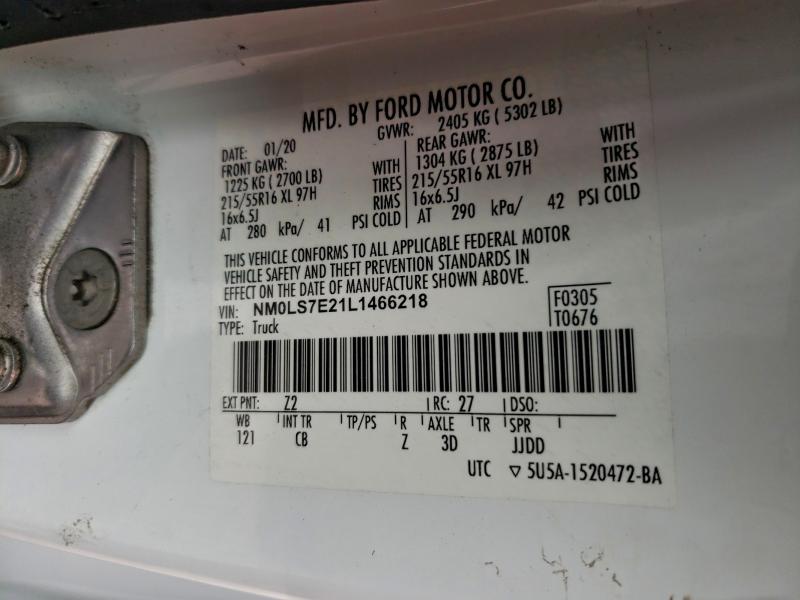 MFD. BY FORD MOTOR CO.
DATE: 01/20 GVWR: 2405 KG ( 5302 LB)
FRONT GAWR: REAR GAWR:
1225 KG ( 2700 LB) WITH 1304 KG ( 2875 LB) WITH
215/55R16 XL 97H TIRES 215/55R16 XL 97H TIRES
16x6.5J RIMS 16x6.5J RIMS
AT 280 kPa/ 41 PSI COLD AT 290 kPa/ 42 PSI COLD
THIS VEHICLE CONFORMS TO ALL APPLICABLE FEDERAL MOTOR
VEHICLE SAFETY AND THEFT PREVENTION STANDARDS IN
EFFECT ON THE DATE OF MANUFACTURE SHOWN ABOVE.
VIN: NM0LS7E21L1466218 F0305
TYPE: Truck T0676
EXT PNT: Z2 RC: 27 DSO:
WB INT TR TP/PS R AXLE TR SPR
121 CB Z 3D JJDD
UTC ▽ 5U5A-1520472-BA